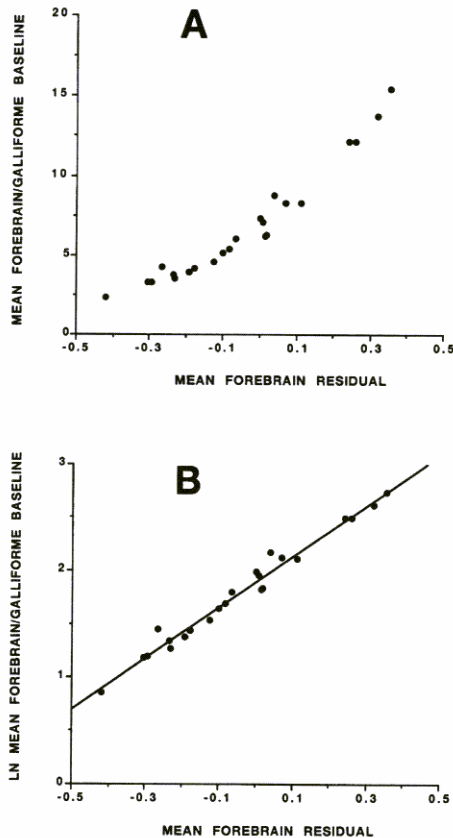 A
MEAN FOREBRAIN/GALLIFORME BASELINE
20
15
10
5
0
-0.5 -0.3 -0.1 0.1 0.3 0.5
MEAN FOREBRAIN RESIDUAL
B
LN MEAN FOREBRAIN/GALLIFORME BASELINE
3
2
1
0
-0.5 -0.3 -0.1 0.1 0.3 0.5
MEAN FOREBRAIN RESIDUAL